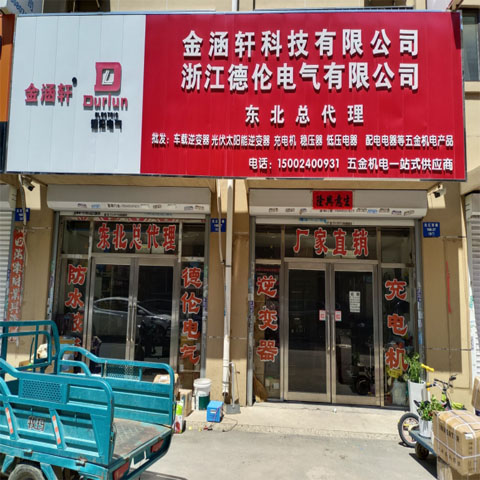 金涵轩
Durlun
德伦电气
金涵轩科技有限公司
浙江德伦电气有限公司
东北总代理
批发：车载逆变器 光伏太阳能逆变器 充电机 稳压器 低压电器 配电电器等五金机电产品
电话：15002400931 五金机电一站式供应商
东北总代理
厂家直销
防水
德伦电气
逆变器
充电机